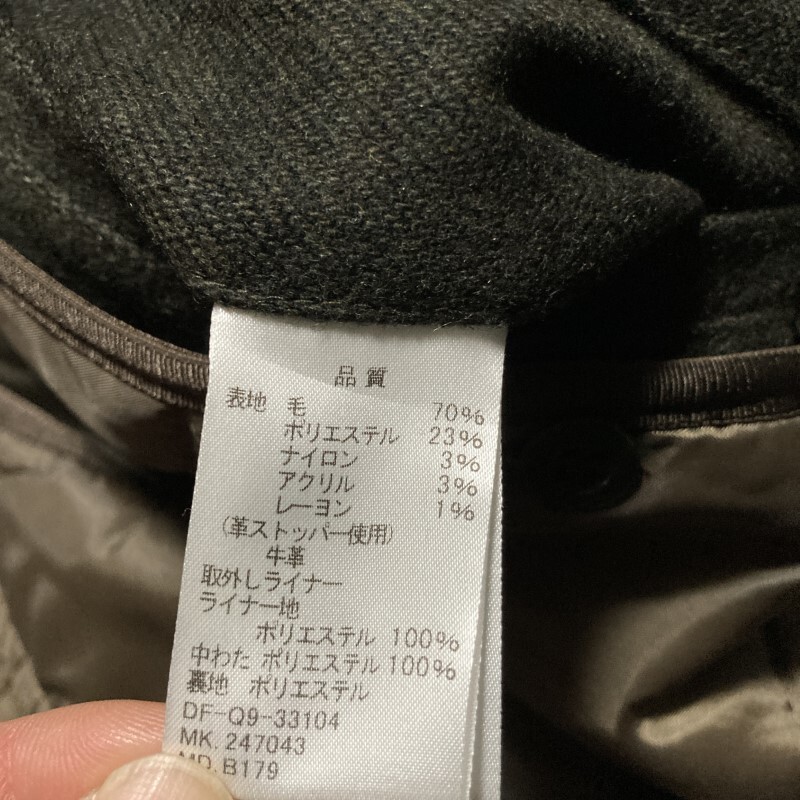 品質
表地 毛 70%
ポリエステル 23%
ナイロン 3%
アクリル 3%
レーヨン 1%
(革ストッパー使用)
牛革
取外しライナー
ライナー地
ポリエステル 100%
中わた ポリエステル 100%
裏地 ポリエステル
DF-Q9-33104
MK.247043
MD.B179